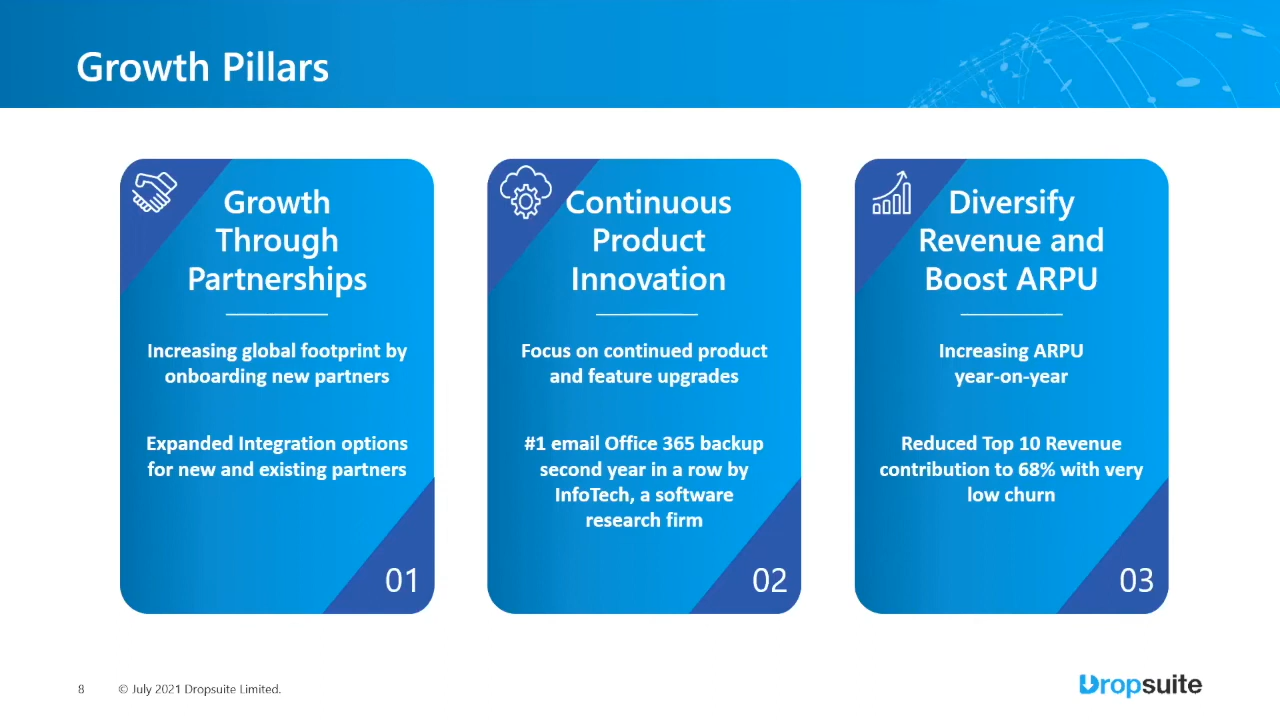 Growth Pillars
Growth
Through
Partnerships
Increasing global footprint by
onboarding new partners
Expanded Integration options
for new and existing partners
01
Continuous
Product
Innovation
Focus on continued product
and feature upgrades
#1 email Office 365 backup
second year in a row by
InfoTech, a software
research firm
02
Diversify
Revenue and
Boost ARPU
Increasing ARPU
year-on-year
Reduced Top 10 Revenue
contribution to 68% with very
low churn
03
8
© July 2021 Dropsuite Limited.
Dropsuite